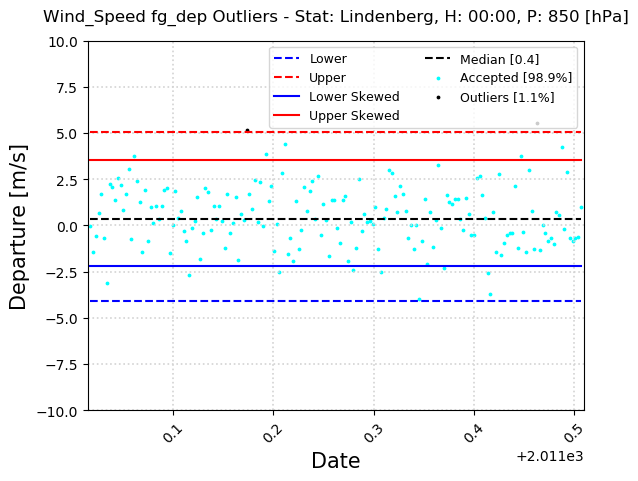 Wind_Speed fg_dep Outliers - Stat: Lindenberg, H: 00:00, P: 850 [hPa]
10.0
7.5
5.0
2.5
0.0
−2.5
−5.0
−7.5
−10.0
Departure [m/s]
Lower
Upper
Lower Skewed
Upper Skewed
Median [0.4]
Accepted [98.9%]
Outliers [1.1%]
0.1
0.2
0.3
0.4
0.5
+2.011e3
Date